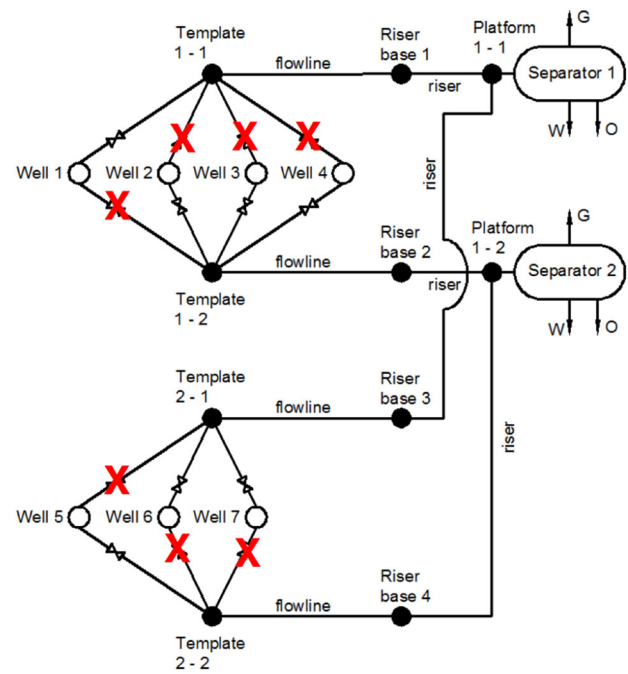 Template
1 - 1
Riser
base 1
Platform
1 - 1
G
flowline
riser
Separator 1
W
O
Well 1
Well 2
Well 3
Well 4
riser
Template
1 - 2
flowline
Riser
base 2
riser
Platform
1 - 2
G
Separator 2
W
O
Template
2 - 1
flowline
Riser
base 3
riser
Well 5
Well 6
Well 7
Template
2 - 2
flowline
Riser
base 4